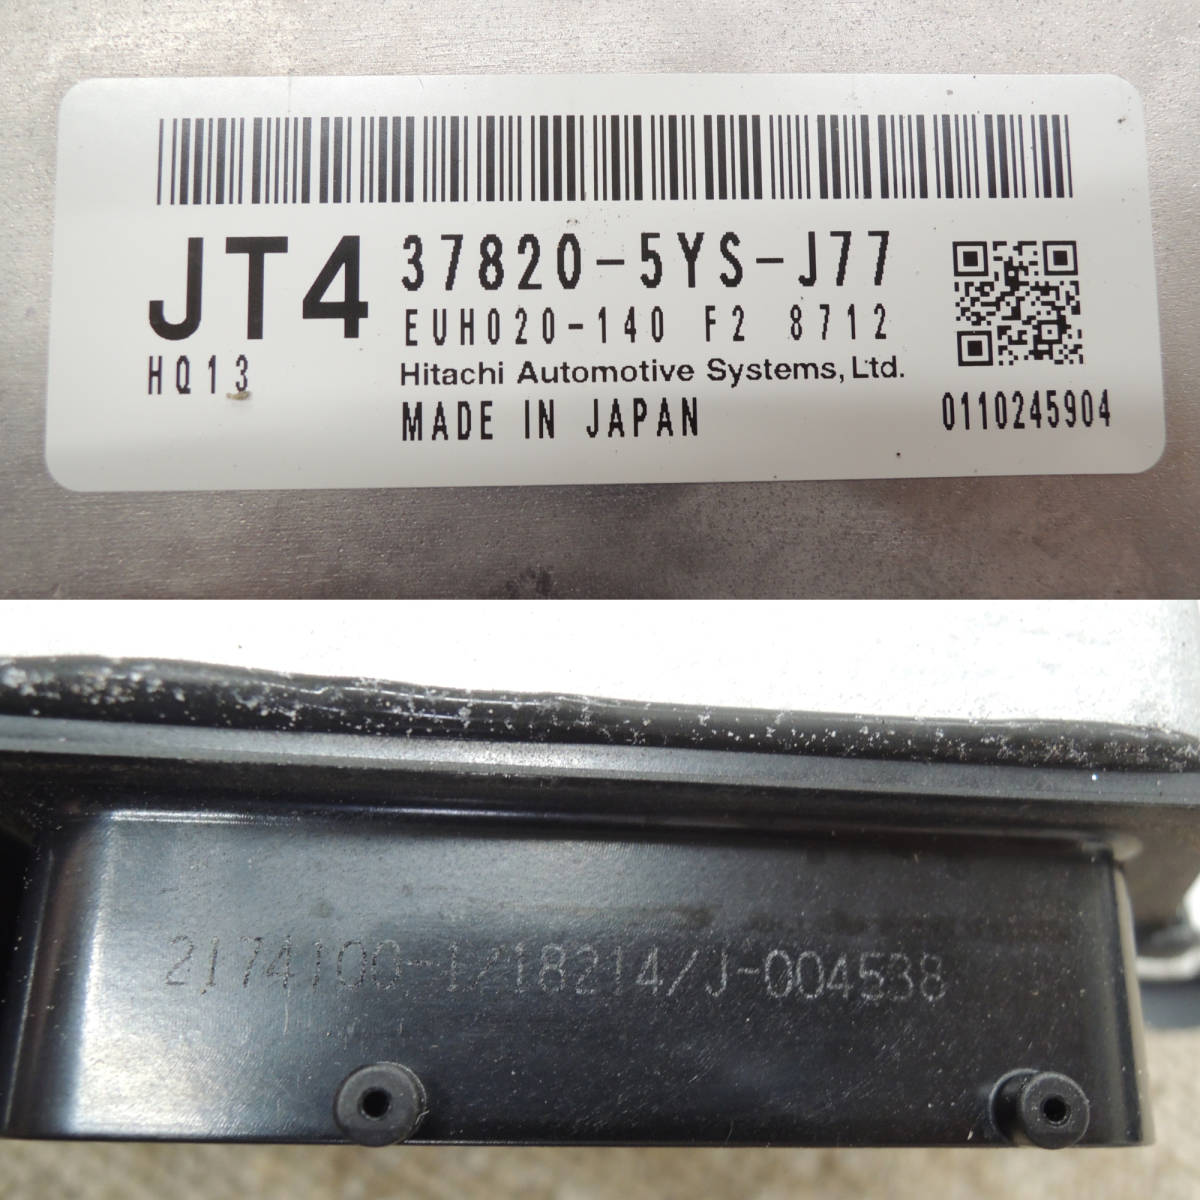 JT4 37820-5YS-J77
EUH020-140 F2 8712
HQ13
Hitachi Automotive Systems, Ltd.
MADE IN JAPAN
0110245904
2174100-1218214/J-004538